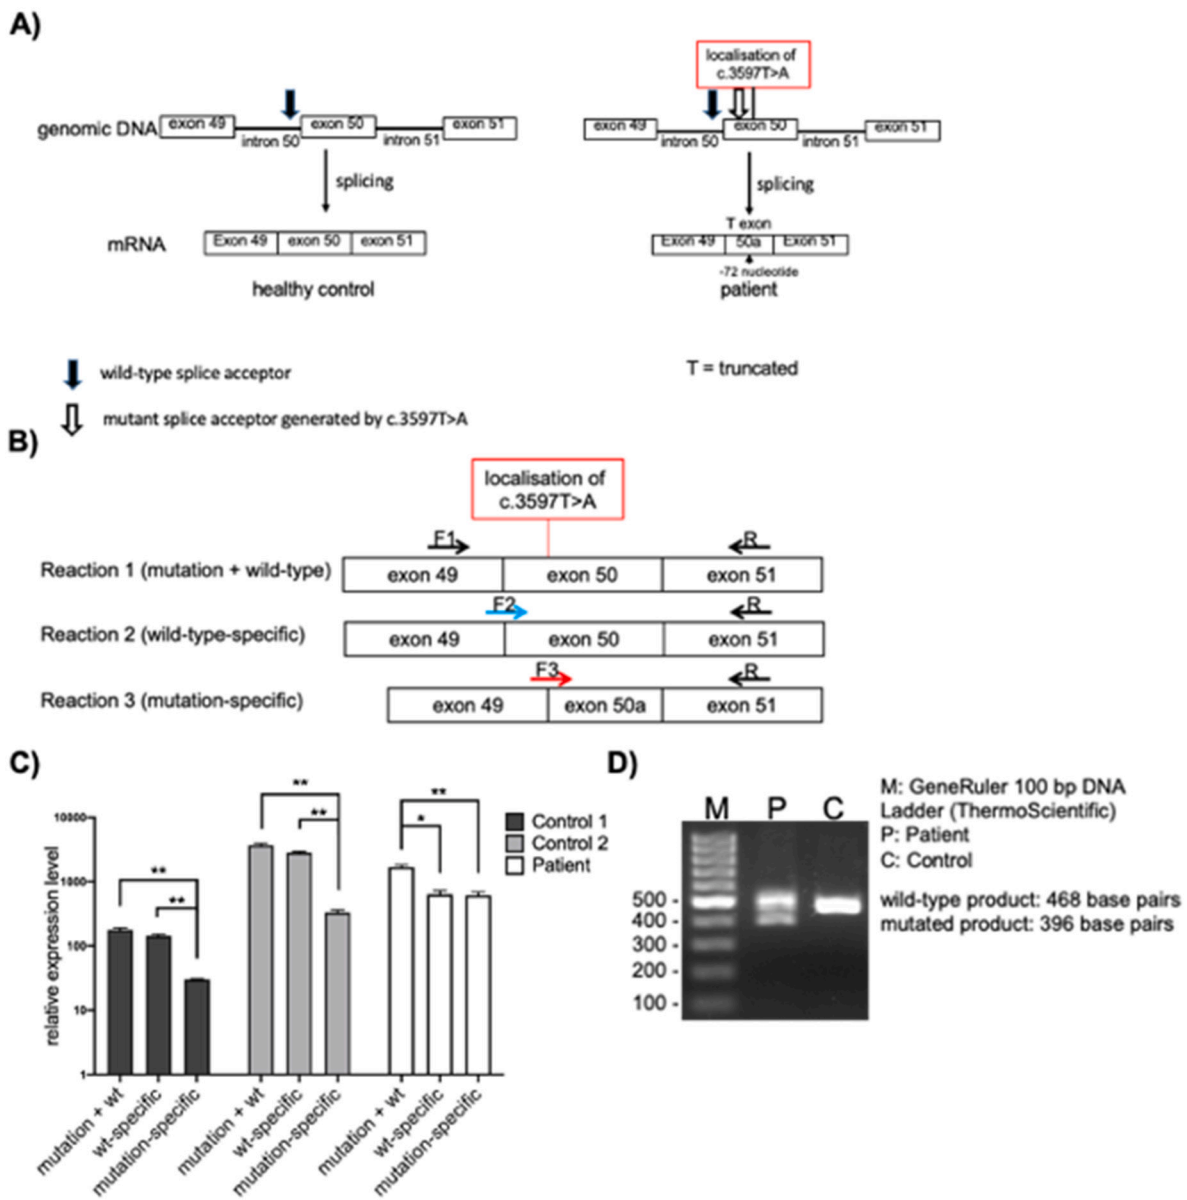 A)
localisation of
c.3597T>A
genomic DNA
exon 49
exon 50
exon 51
intron 50
intron 51
exon 49
exon 50
exon 51
intron 50
intron 51
splicing
splicing
T exon
mRNA
Exon 49
exon 50
exon 51
Exon 49
50a
Exon 51
-72 nucleotide
healthy control
patient
wild-type splice acceptor
T = truncated
mutant splice acceptor generated by c.3597T>A
B)
localisation of
c.3597T>A
F1
R
Reaction 1 (mutation + wild-type)
exon 49
exon 50
exon 51
F2
R
Reaction 2 (wild-type-specific)
exon 49
exon 50
exon 51
F3
R
Reaction 3 (mutation-specific)
exon 49
exon 50a
exon 51
C)
relative expression level
10000
1000
100
10
1
**
**
**
**
**
*
Control 1
Control 2
Patient
mutation + wt
wt-specific
mutation-specific
mutation + wt
wt-specific
mutation-specific
mutation + wt
wt-specific
mutation-specific
D)
M P C
500 -
400 -
300 -
200 -
100 -
M: GeneRuler 100 bp DNA
Ladder (ThermoScientific)
P: Patient
C: Control
wild-type product: 468 base pairs
mutated product: 396 base pairs